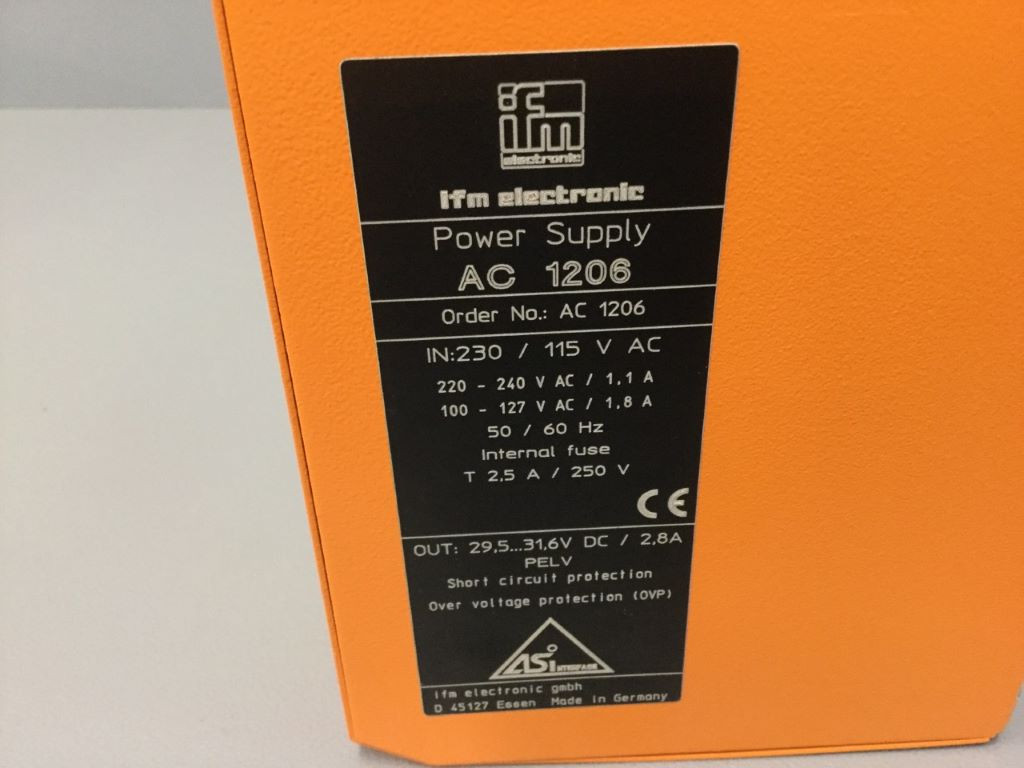 ifm
electronic
ifm electronic
Power Supply
AC 1206
Order No.: AC 1206
IN:230 / 115 V AC
220 - 240 V AC / 1,1 A
100 - 127 V AC / 1,8 A
50 / 60 Hz
Internal fuse
T 2,5 A / 250 V
CE
OUT: 29,5...31,6V DC / 2,8A
PELV
Short circuit protection
Over voltage protection (OVP)
ASi INTERFACE
ifm electronic gmbh
D 45127 Essen Made in Germany